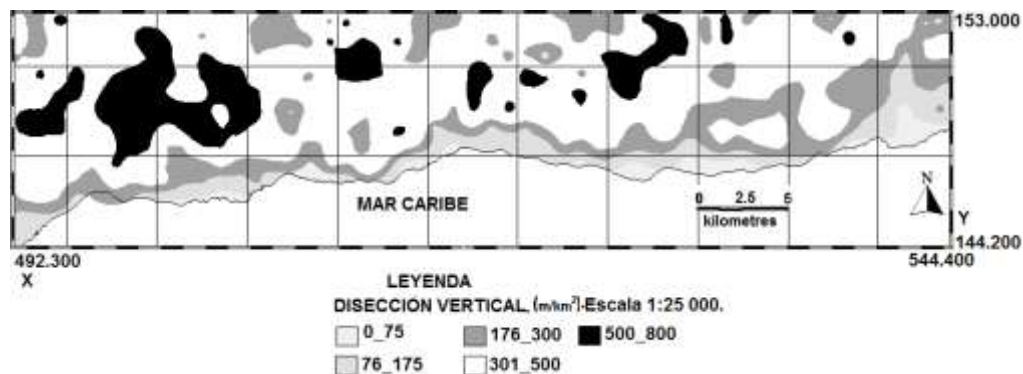 153.000
N
MAR CARIBE
0 2.5 5
kilometres
Y
144.200
492.300
X
544.400
LEYENDA
DISECCION VERTICAL, (m/km²).Escala 1:25 000.
0_75
176_300
500_800
76_175
301_500